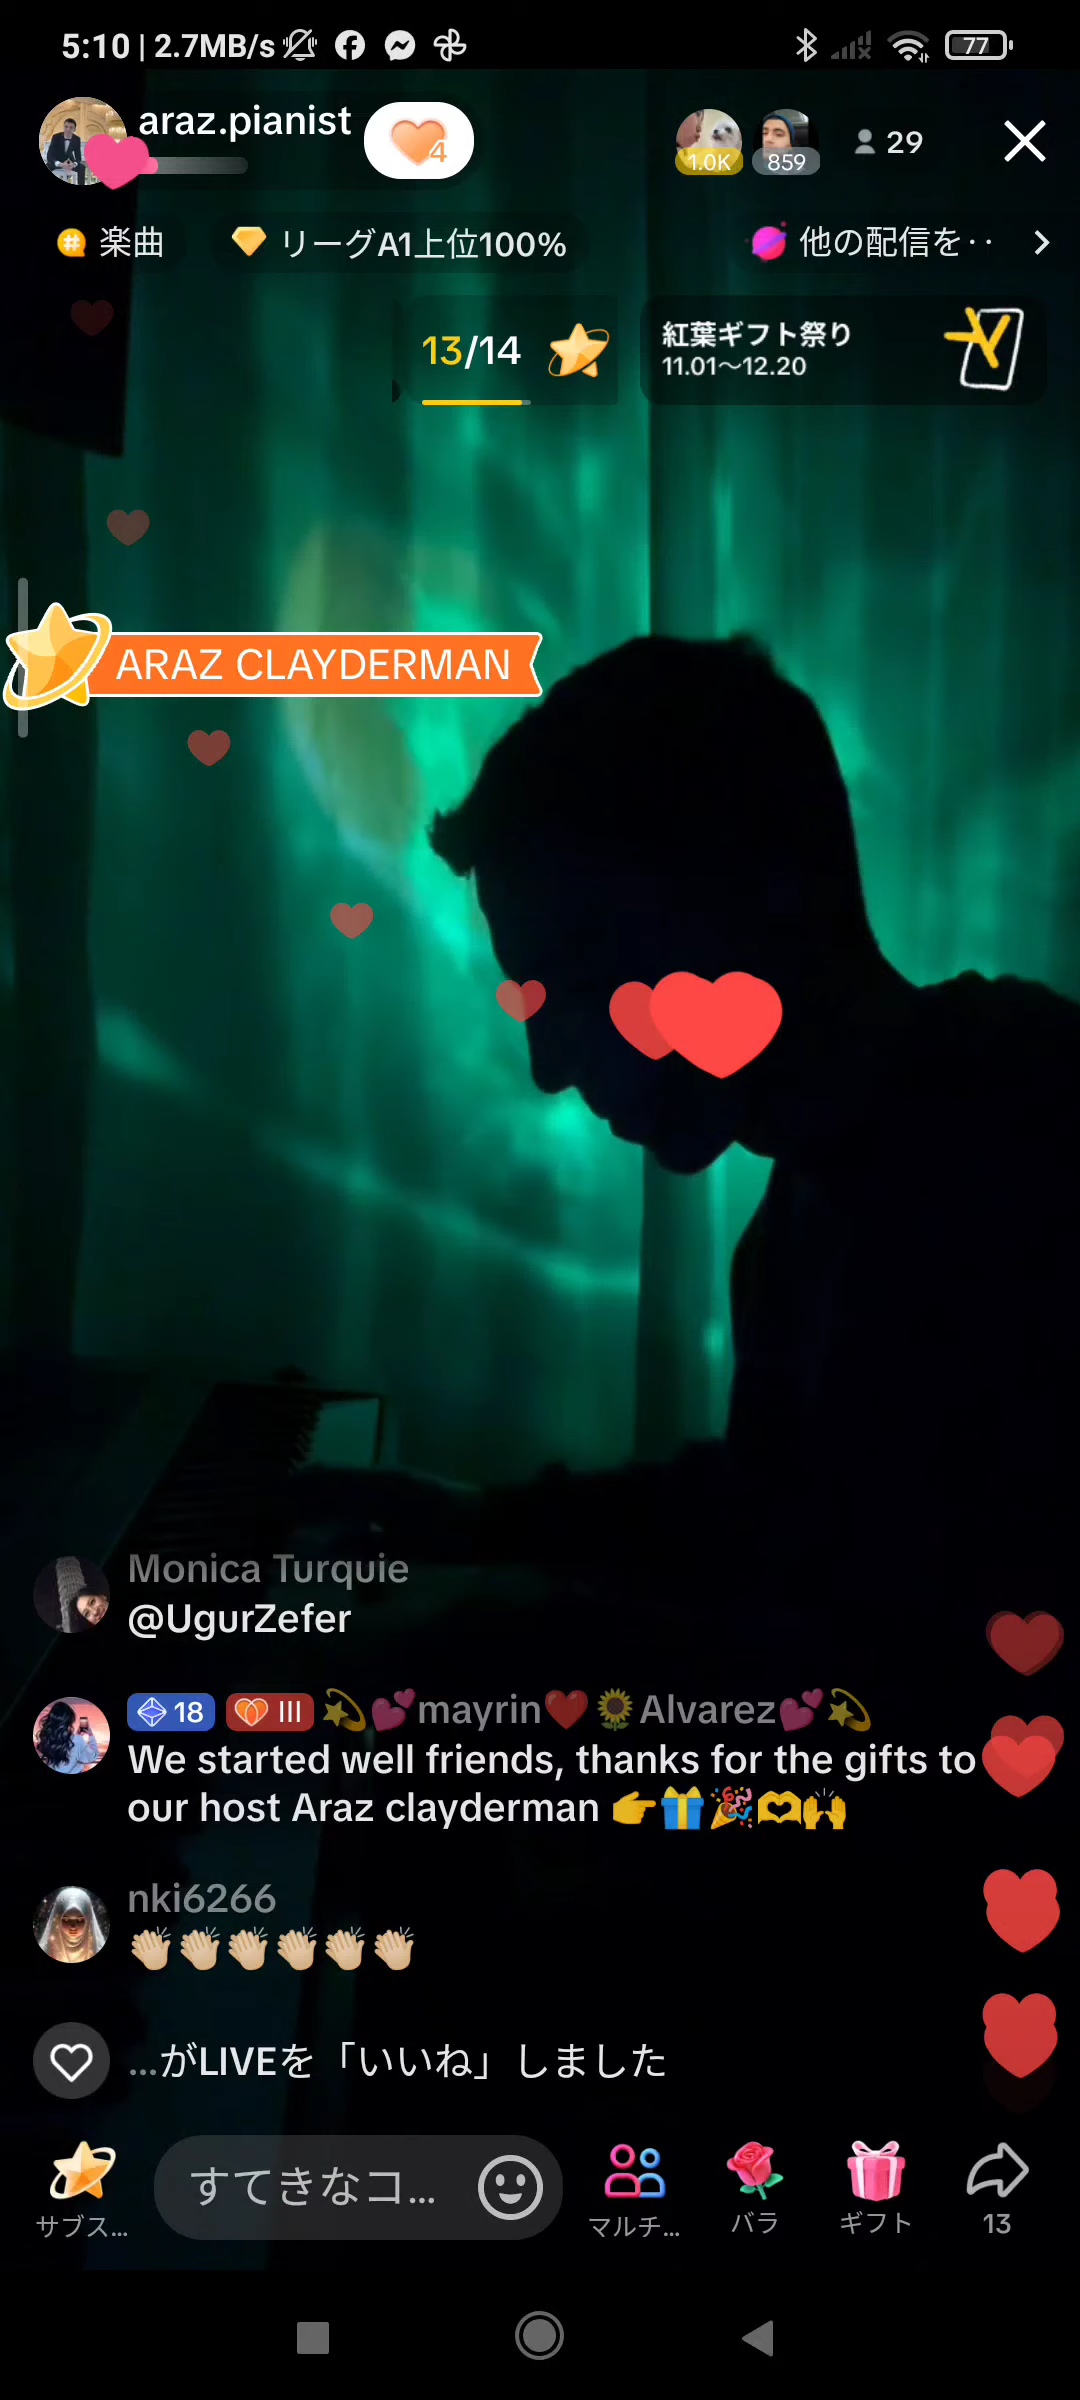 5:10 | 2.7MB/s
77
araz.pianist
4
1.0K
859
29
楽曲
リーグA1上位100%
他の配信を··
13/14
紅葉ギフト祭り
11.01〜12.20
ARAZ CLAYDERMAN
Monica Turquie
@UgurZefer
18 III 💫💕mayrin❤️🌻Alvarez💕💫
We started well friends, thanks for the gifts to
our host Araz clayderman 👉🎁🎉🫶🙌
nki6266
👏🏻👏🏻👏🏻👏🏻👏🏻👏🏻
...がLIVEを「いいね」しました
すてきなコ...
サブス...
マルチ...
バラ
ギフト
13